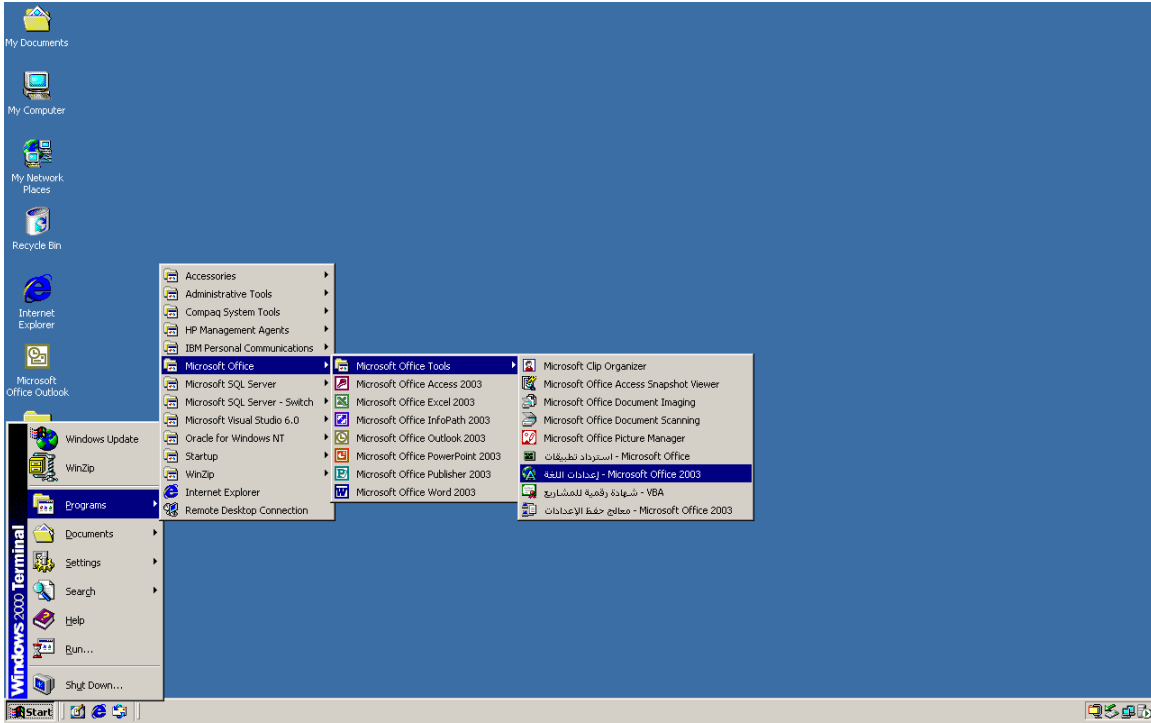 My Documents
My Computer
My Network
Places
Recycle Bin
Internet
Explorer
Microsoft
Office Outlook
Windows Update
WinZip
Programs
Documents
Settings
Search
Help
Run...
Shut Down...
Windows 2000 Terminal
Accessories
Administrative Tools
Compaq System Tools
HP Management Agents
IBM Personal Communications
Microsoft Office
Microsoft SQL Server
Microsoft SQL Server - Switch
Microsoft Visual Studio 6.0
Oracle for Windows NT
Startup
WinZip
Internet Explorer
Remote Desktop Connection
Microsoft Office Tools
Microsoft Office Access 2003
Microsoft Office Excel 2003
Microsoft Office InfoPath 2003
Microsoft Office Outlook 2003
Microsoft Office PowerPoint 2003
Microsoft Office Publisher 2003
Microsoft Office Word 2003
Microsoft Clip Organizer
Microsoft Office Access Snapshot Viewer
Microsoft Office Document Imaging
Microsoft Office Document Scanning
Microsoft Office Picture Manager
Microsoft Office - استرداد تطبيقات
Microsoft Office 2003 - إعدادات اللغة
VBA - شهادة رقمية للمشاريع
Microsoft Office 2003 - معالج حفظ الإعدادات
Start